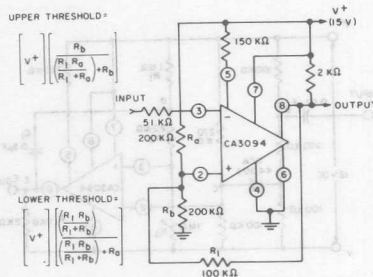 UPPER THRESHOLD=
[V+] [ Rb / ((R1 Ra / R1 +Ra) +Rb) ]
V+
(15 V)
150 KΩ
2 KΩ
5
7
8
INPUT
51 KΩ
3
OUTPUT
200 KΩ
Ra
CA3094
2
+
4
6
LOWER THRESHOLD=
[V+] [ (R1 Rb / R1+Rb) / ((R1 Rb / R1+Rb) +Ra) ]
Rb
200 KΩ
R1
100 KΩ